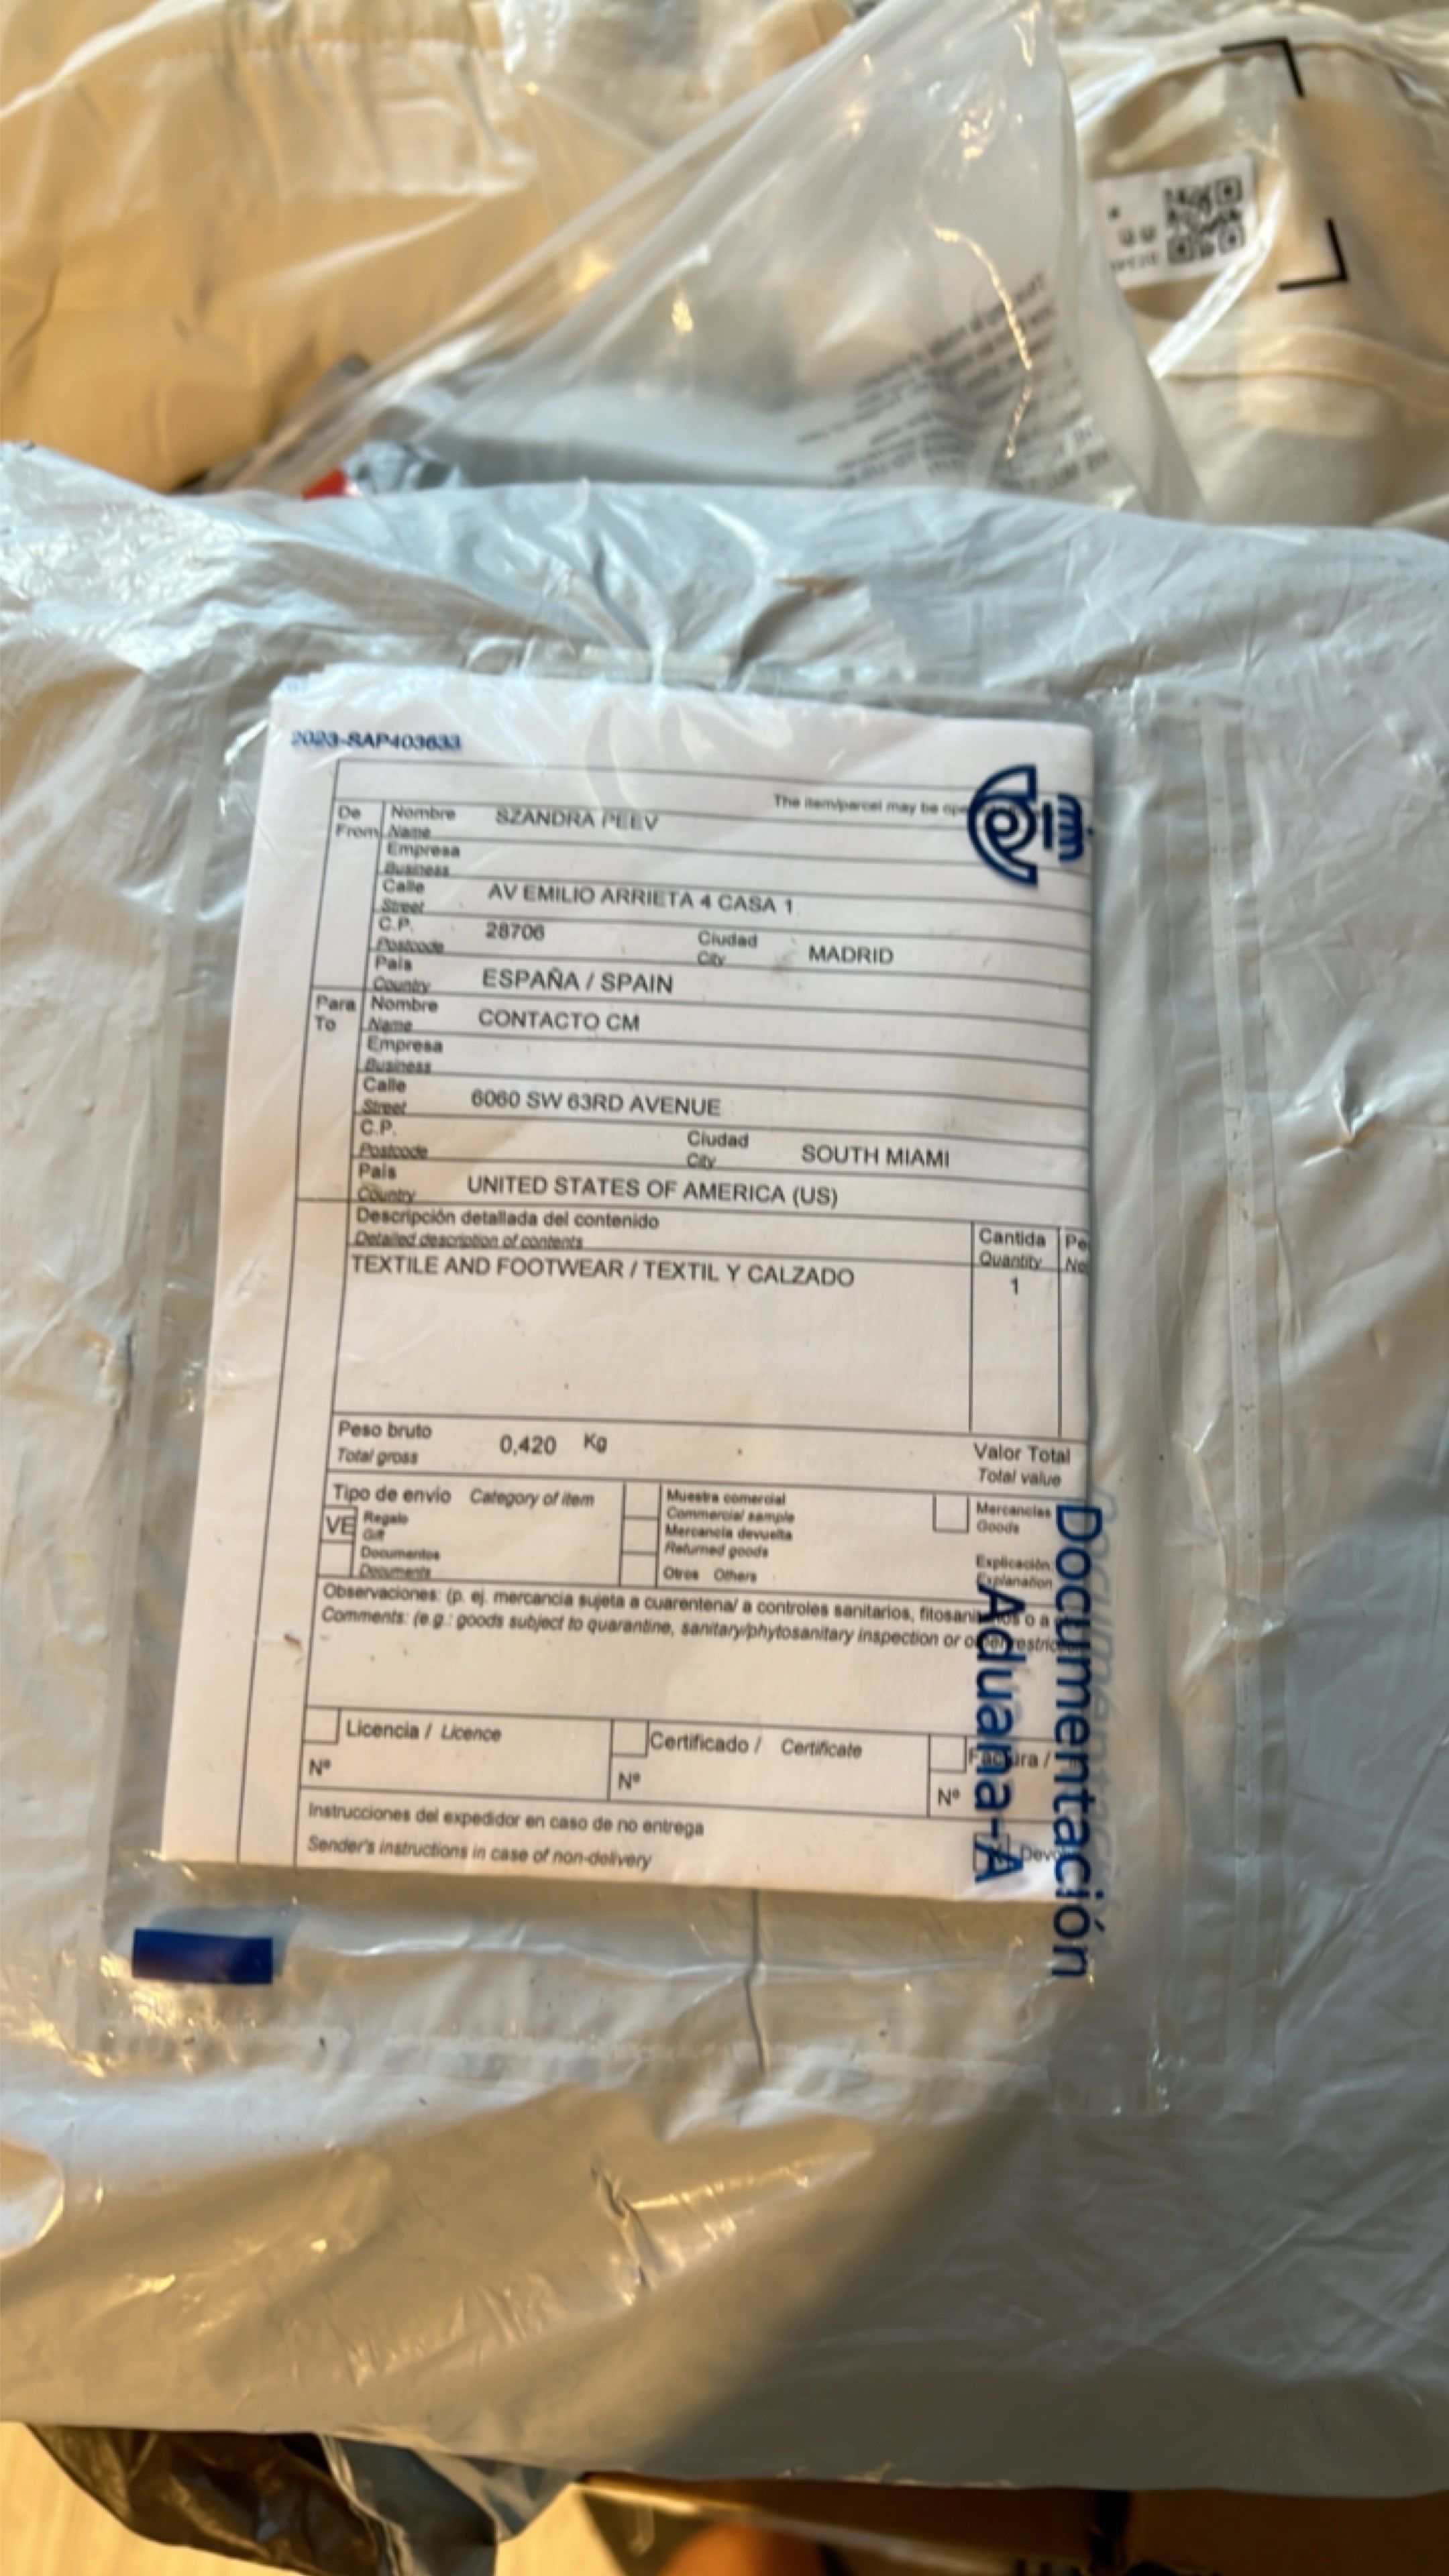 2023-SAP403633
The item/parcel may be
De
From
Nombre
Name
SZANDRA PEEV
Empresa
Business
Calle
Street
AV EMILIO ARRIETA 4 CASA 1
C.P.
Postcode
28706
Ciudad
City
MADRID
País
Country
ESPAÑA / SPAIN
Para
To
Nombre
Name
CONTACTO CM
Empresa
Business
Calle
Street
6060 SW 63RD AVENUE
C.P.
Postcode
Ciudad
City
SOUTH MIAMI
País
Country
UNITED STATES OF AMERICA (US)
Descripción detallada del contenido
Detailed description of contents
Cantida
Quantity
Pe
Ne
TEXTILE AND FOOTWEAR / TEXTIL Y CALZADO
1
Peso bruto
Total gross
0,420 Kg
Valor Total
Total value
Tipo de envío Category of item
VE
Regalo
Gift
Documentos
Documents
Muestra comercial
Commercial sample
Mercancía devuelta
Returned goods
Otros Others
Mercancías
Goods
Explicación
Explanation
Observaciones: (p. ej. mercancía sujeta a cuarentena/ a controles sanitarios, o a
Comments: (e.g.: goods subject to quarantine, sanitary/phytosanitary inspection or
Licencia / Licence
Nº
Certificado / Certificate
Nº
Factura /
Nº
Instrucciones del expedidor en caso de no entrega
Sender's instructions in case of non-delivery
Documentación
Aduana-A